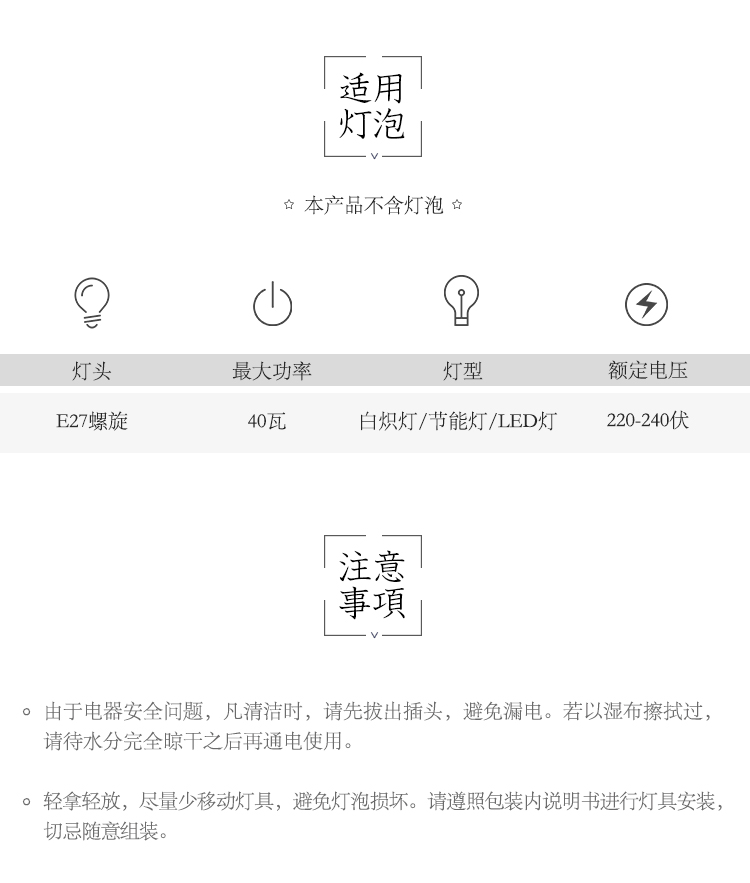 适用
灯泡
☆ 本产品不含灯泡 ☆
灯头 最大功率 灯型 额定电压
E27螺旋 40瓦 白炽灯/节能灯/LED灯 220-240伏
注意
事項
由于电器安全问题，凡清洁时，请先拔出插头，避免漏电。若以湿布擦拭过，
请待水分完全晾干之后再通电使用。
轻拿轻放，尽量少移动灯具，避免灯泡损坏。请遵照包装内说明书进行灯具安装，
切忌随意组装。